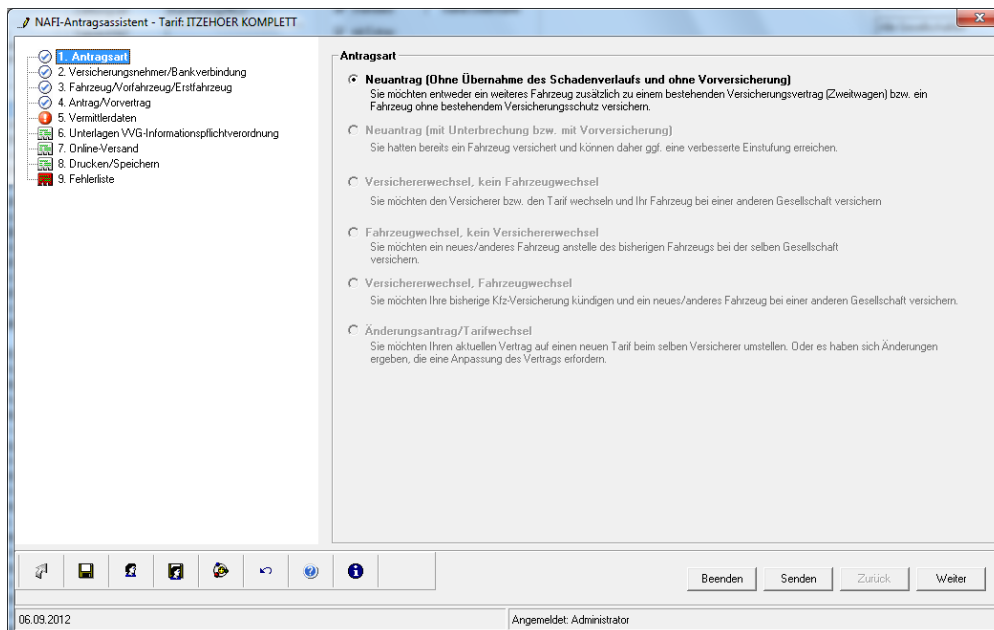 NAFI-Antragsassistent - Tarif: ITZEHOER KOMPLETT
1. Antragsart
2. Versicherungsnehmer/Bankverbindung
3. Fahrzeug/Vorfahrzeug/Erstfahrzeug
4. Antrag/Vorvertrag
5. Vermittlerdaten
6. Unterlagen VVG-Informationspflichtverordnung
7. Online-Versand
8. Drucken/Speichern
9. Fehlerliste
Antragsart
Neuantrag (Ohne Übernahme des Schadenverlaufs und ohne Vorversicherung)
Sie möchten entweder ein weiteres Fahrzeug zusätzlich zu einem bestehenden Versicherungsvertrag (Zweitwagen) bzw. ein
Fahrzeug ohne bestehendem Versicherungsschutz versichern.
Neuantrag (mit Unterbrechung bzw. mit Vorversicherung)
Sie hatten bereits ein Fahrzeug versichert und können daher ggf. eine verbesserte Einstufung erreichen.
Versichererwechsel, kein Fahrzeugwechsel
Sie möchten den Versicherer bzw. den Tarif wechseln und Ihr Fahrzeug bei einer anderen Gesellschaft versichern
Fahrzeugwechsel, kein Versichererwechsel
Sie möchten ein neues/anderes Fahrzeug anstelle des bisherigen Fahrzeugs bei der selben Gesellschaft
versichern.
Versichererwechsel, Fahrzeugwechsel
Sie möchten Ihre bisherige Kfz-Versicherung kündigen und ein neues/anderes Fahrzeug bei einer anderen Gesellschaft versichern.
Änderungsantrag/Tarifwechsel
Sie möchten Ihren aktuellen Vertrag auf einen neuen Tarif beim selben Versicherer umstellen. Oder es haben sich Änderungen
ergeben, die eine Anpassung des Vertrags erfordern.
Beenden
Senden
Zurück
Weiter
06.09.2012
Angemeldet: Administrator